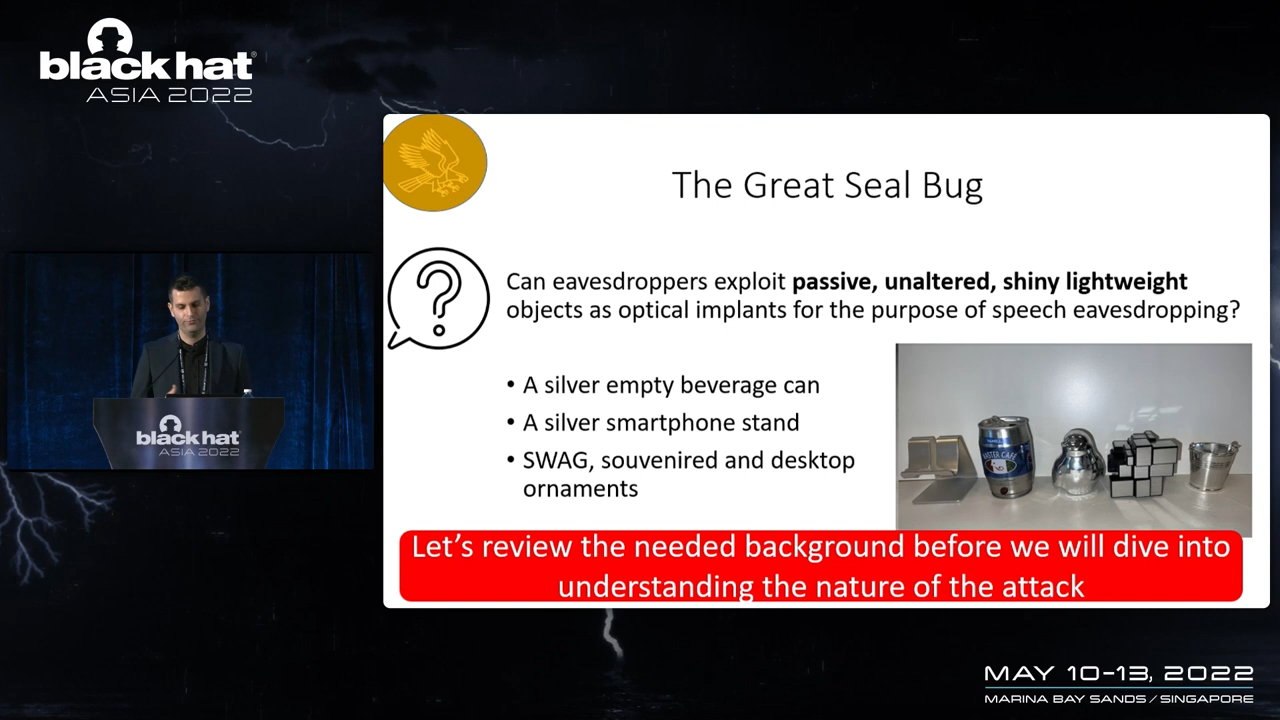 black hat®
ASIA 2022
The Great Seal Bug
Can eavesdroppers exploit passive, unaltered, shiny lightweight
objects as optical implants for the purpose of speech eavesdropping?
• A silver empty beverage can
• A silver smartphone stand
• SWAG, souvenired and desktop
ornaments
Let's review the needed background before we will dive into
understanding the nature of the attack
black hat
ASIA 2022
MAY 10-13, 2022
MARINA BAY SANDS / SINGAPORE